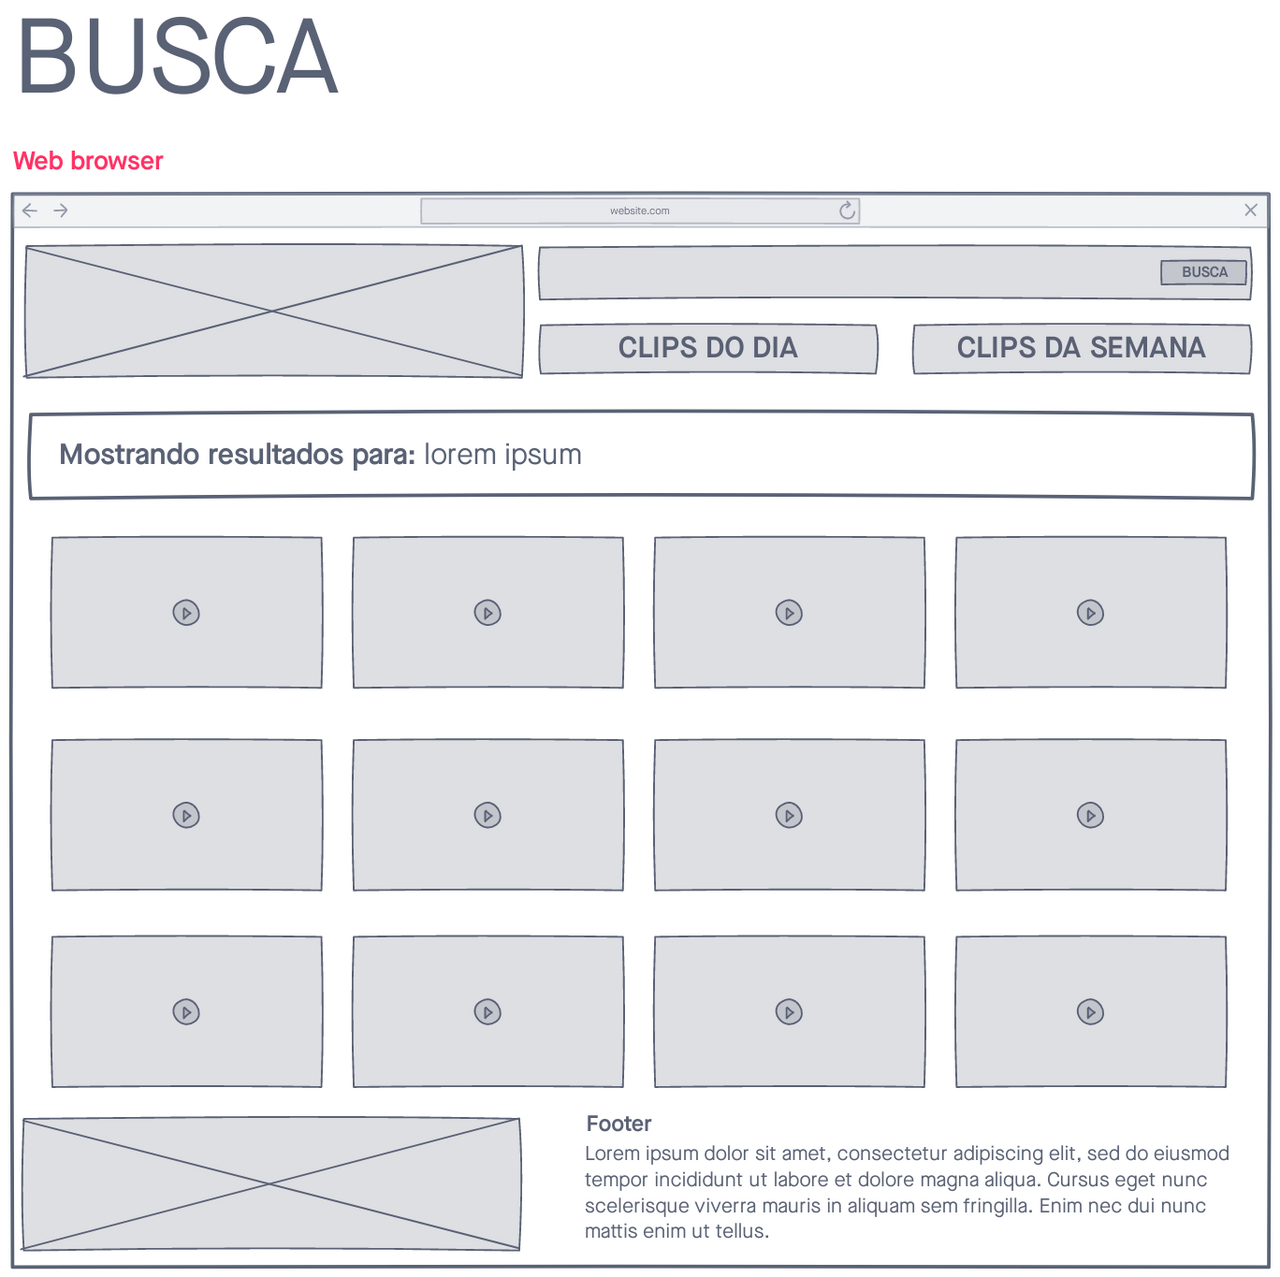 BUSCA
Web browser
website.com
BUSCA
CLIPS DO DIA
CLIPS DA SEMANA
Mostrando resultados para: lorem ipsum
Footer
Lorem ipsum dolor sit amet, consectetur adipiscing elit, sed do eiusmod
tempor incididunt ut labore et dolore magna aliqua. Cursus eget nunc
scelerisque viverra mauris in aliquam sem fringilla. Enim nec dui nunc
mattis enim ut tellus.